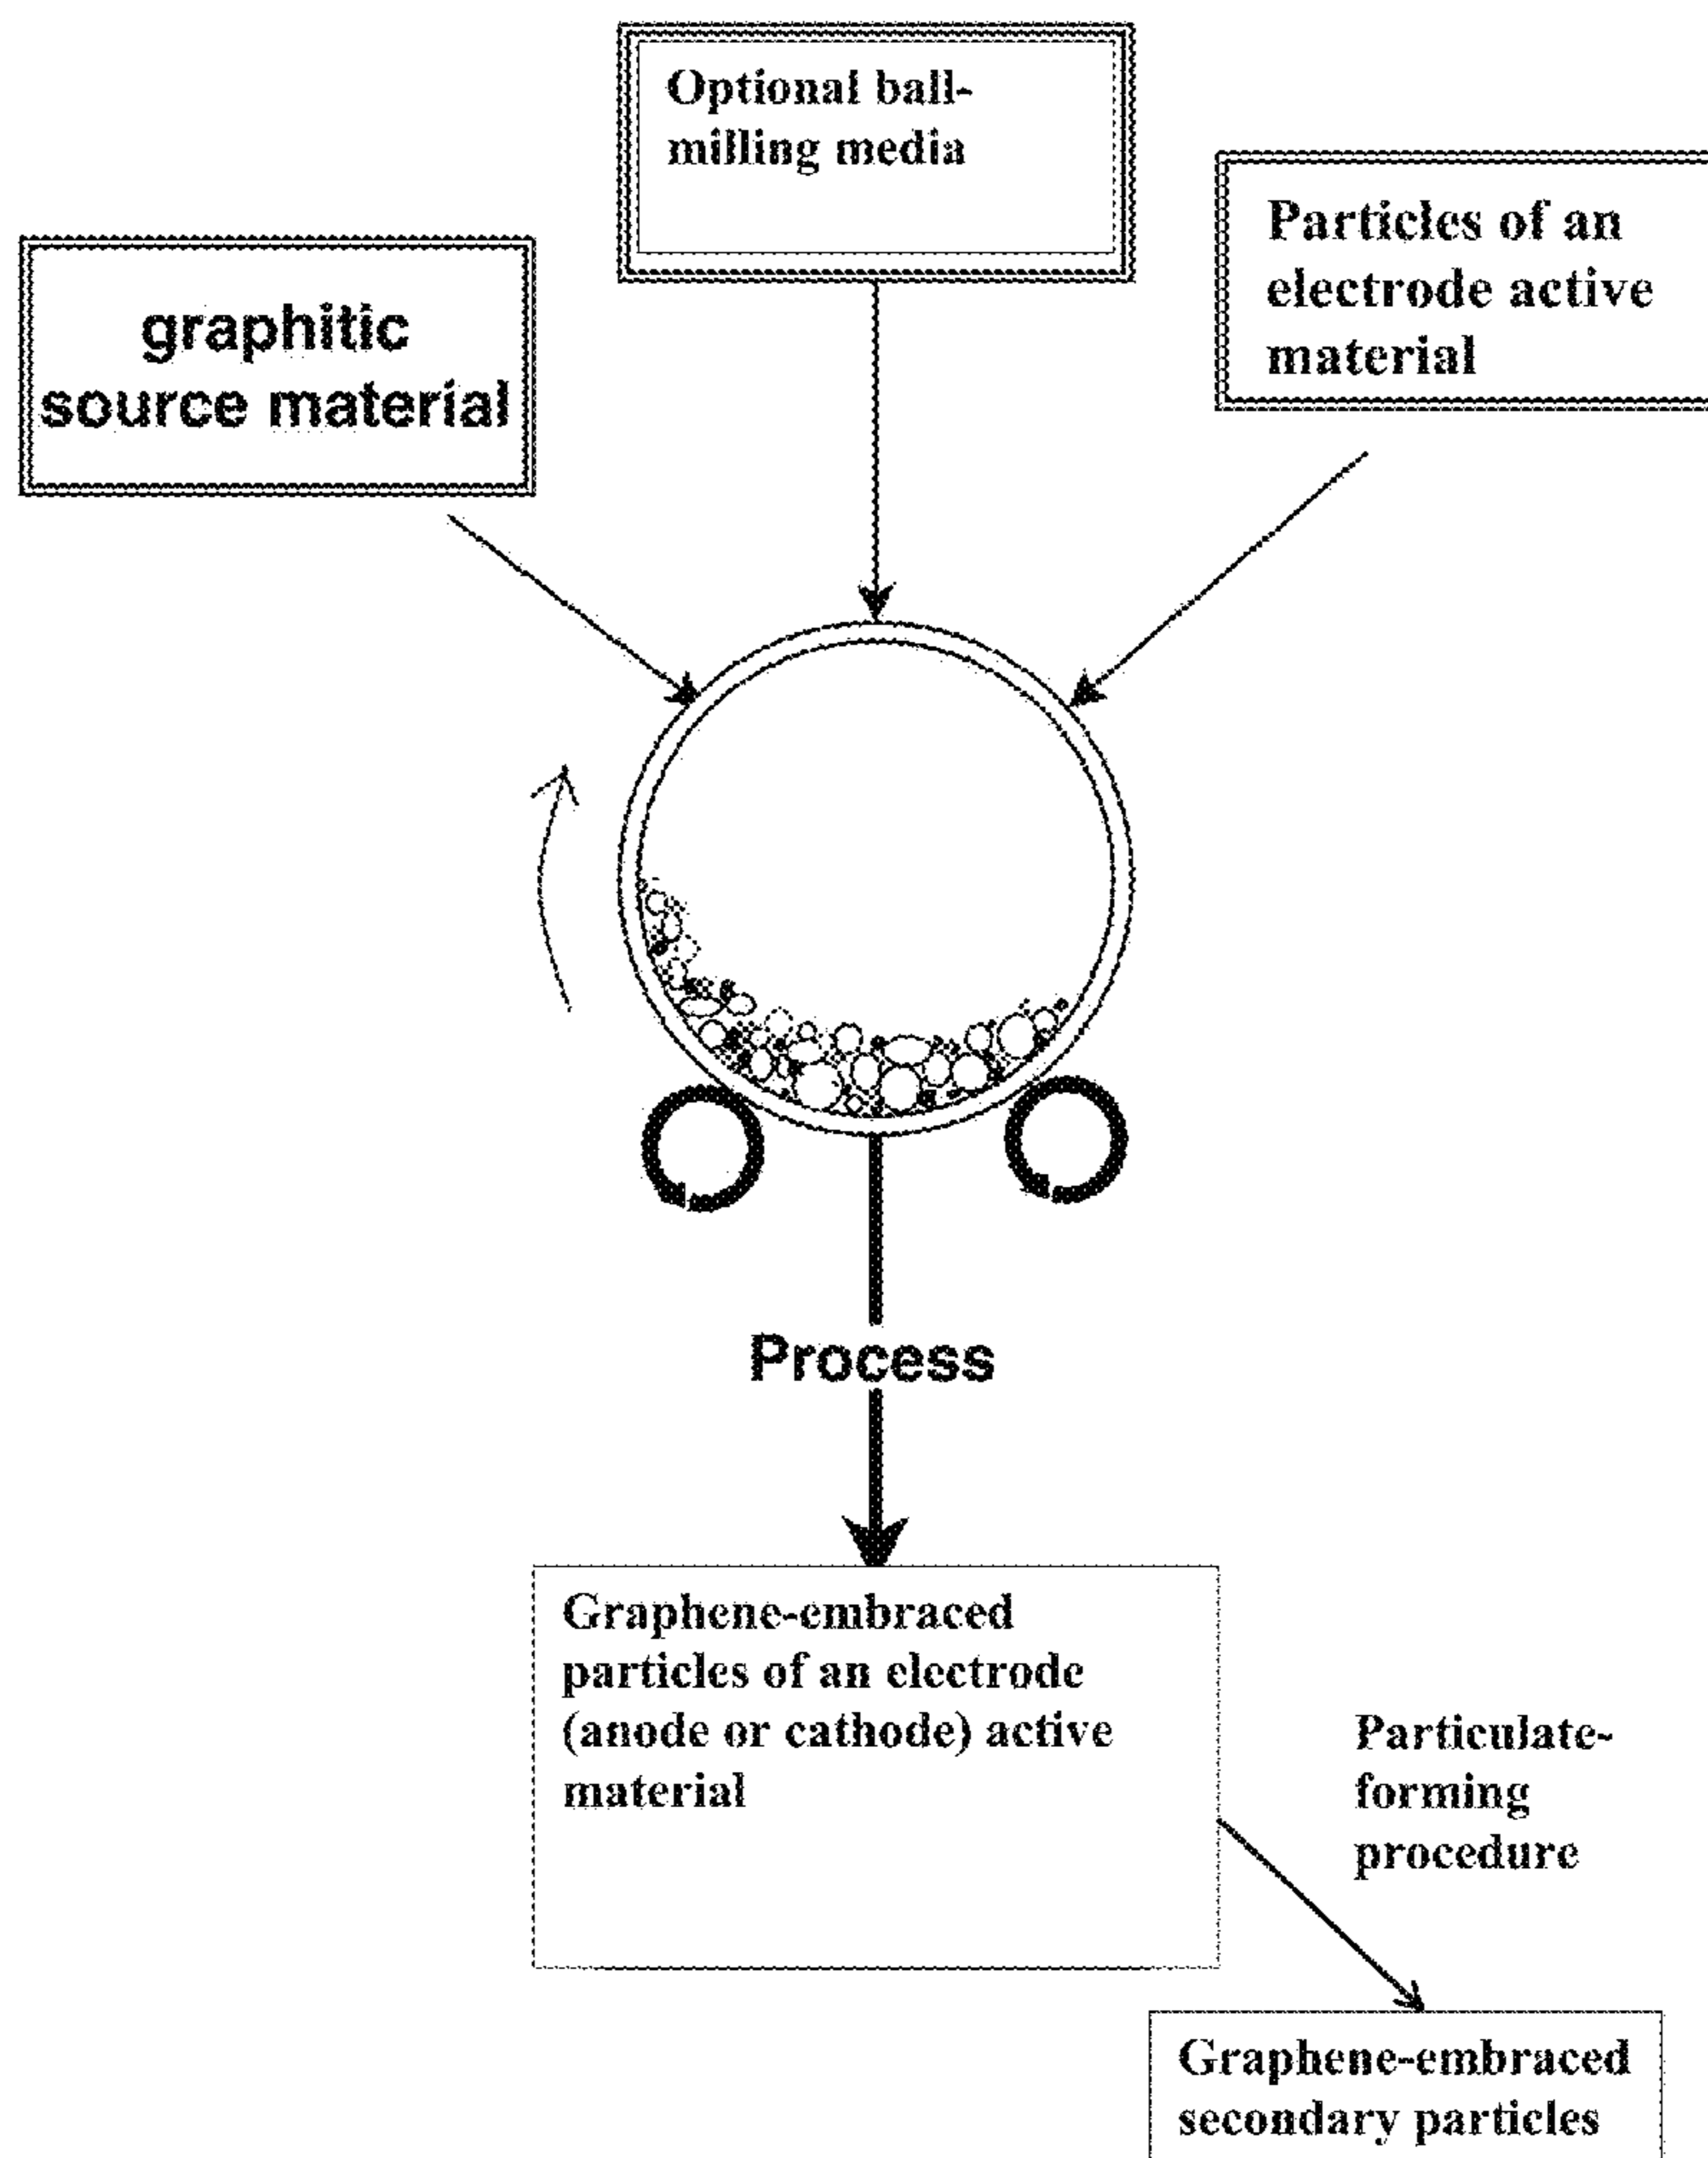 Optional ball-
milling media
Particles of an
electrode active
material
graphitic
source material
Process
Graphene-embraced
particles of an electrode
(anode or cathode) active
material
Particulate-
forming
procedure
Graphene-embraced
secondary particles